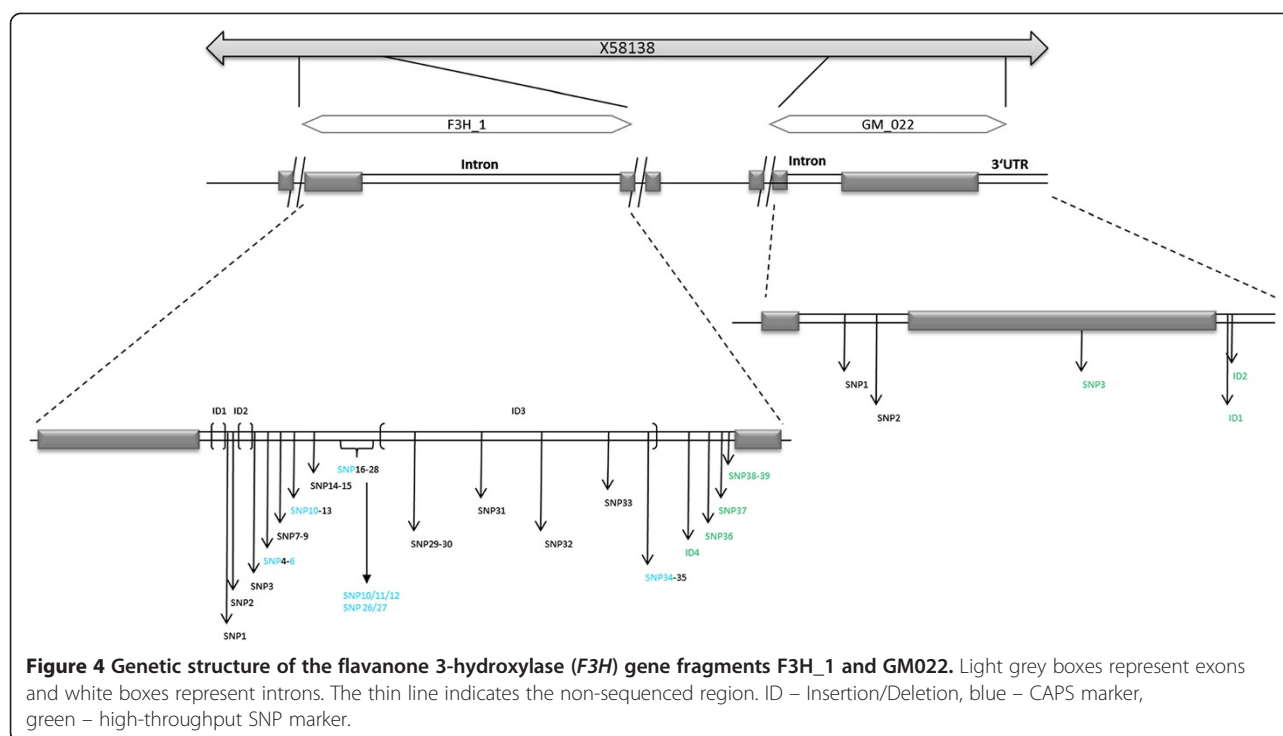 X58138
F3H_1
GM_022
Intron
Intron
3'UTR
SNP1
SNP2
SNP3
ID2
ID1
ID1
ID2
ID3
SNP16-28
SNP14-15
SNP10-13
SNP7-9
SNP4-6
SNP3
SNP2
SNP1
SNP10/11/12
SNP26/27
SNP29-30
SNP31
SNP32
SNP33
SNP34-35
ID4
SNP36
SNP37
SNP38-39
Figure 4 Genetic structure of the flavanone 3-hydroxylase (F3H) gene fragments F3H_1 and GM022. Light grey boxes represent exons
and white boxes represent introns. The thin line indicates the non-sequenced region. ID – Insertion/Deletion, blue – CAPS marker,
green – high-throughput SNP marker.